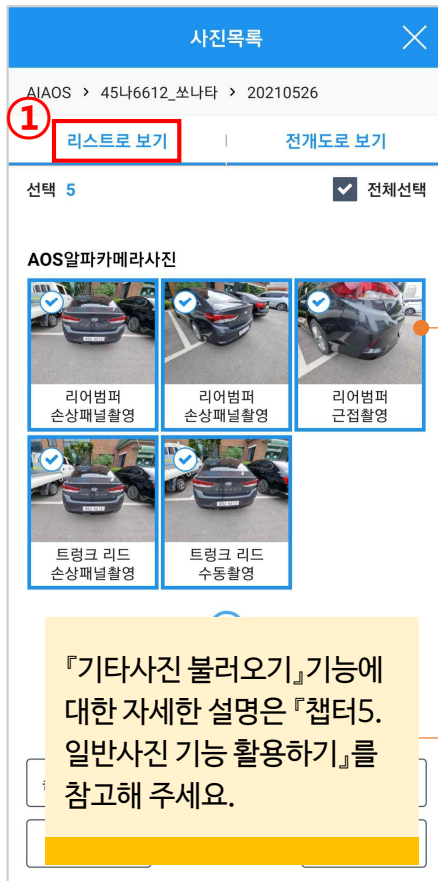 사진목록
AIAOS > 45나6612_쏘나타 > 20210526
①
리스트로 보기 | 전개도로 보기
선택 5 전체선택
AOS알파카메라사진
리어범퍼 리어범퍼 리어범퍼
손상패널촬영 손상패널촬영 근접촬영
트렁크 리드 트렁크 리드
손상패널촬영 수동촬영
『기타사진 불러오기』기능에
대한 자세한 설명은 『챕터5.
일반사진 기능 활용하기』를
참고해 주세요.